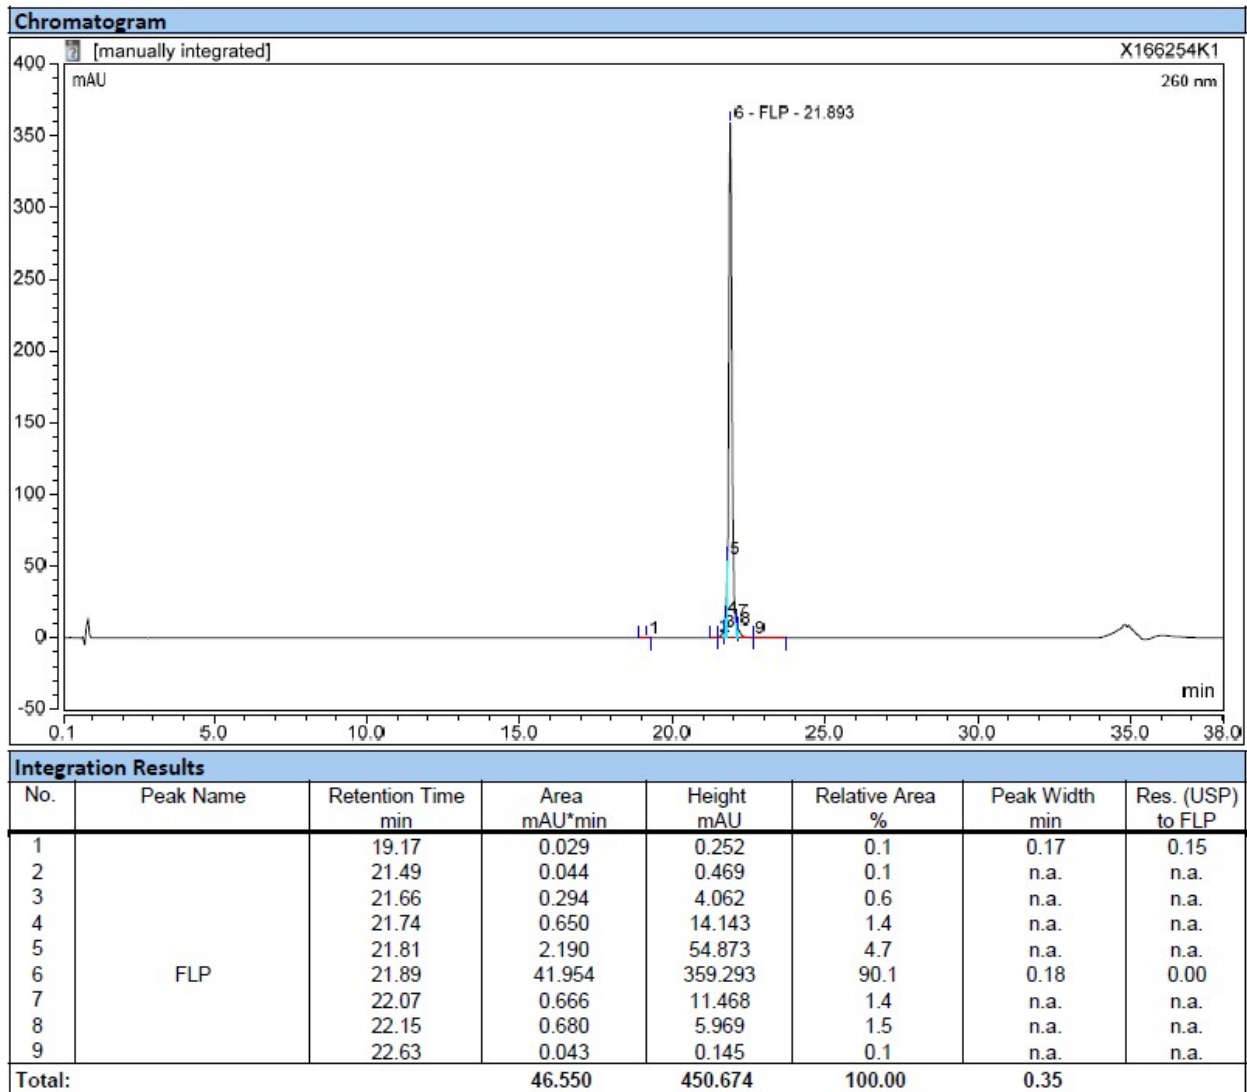 Chromatogram
[manually integrated] X166254K1
mAU 260 nm
400
350
300
250
200
150
100
50
0
-50
6 - FLP - 21.893
5
4 7
3 8
1 9
min
0.1 5.0 10.0 15.0 20.0 25.0 30.0 35.0 38.0
Integration Results
No. Peak Name Retention Time Area Height Relative Area Peak Width Res. (USP)
min mAU*min mAU % min to FLP
1 19.17 0.029 0.252 0.1 0.17 0.15
2 21.49 0.044 0.469 0.1 n.a. n.a.
3 21.66 0.294 4.062 0.6 n.a. n.a.
4 21.74 0.650 14.143 1.4 n.a. n.a.
5 21.81 2.190 54.873 4.7 n.a. n.a.
6 FLP 21.89 41.954 359.293 90.1 0.18 0.00
7 22.07 0.666 11.468 1.4 n.a. n.a.
8 22.15 0.680 5.969 1.5 n.a. n.a.
9 22.63 0.043 0.145 0.1 n.a. n.a.
Total: 46.550 450.674 100.00 0.35